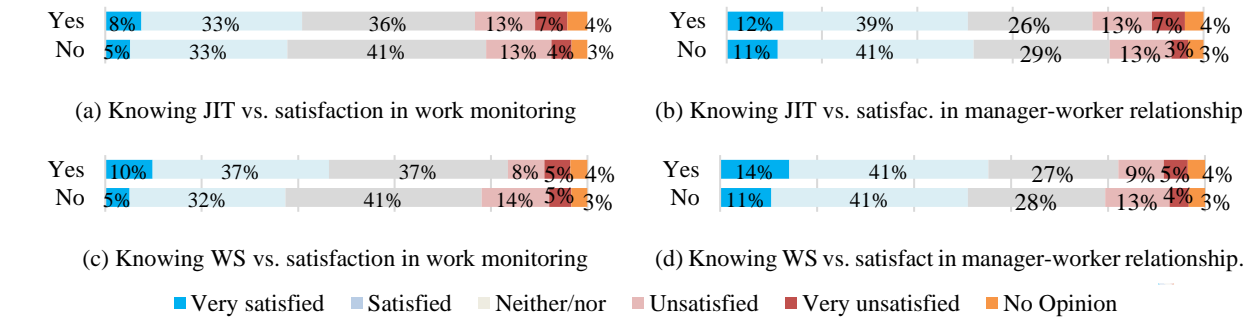 Yes 8% 33% 36% 13% 7% 4%
No 5% 33% 41% 13% 4% 3%
(a) Knowing JIT vs. satisfaction in work monitoring
Yes 12% 39% 26% 13% 7% 4%
No 11% 41% 29% 13% 3% 3%
(b) Knowing JIT vs. satisfac. in manager-worker relationship
Yes 10% 37% 37% 8% 5% 4%
No 5% 32% 41% 14% 5% 3%
(c) Knowing WS vs. satisfaction in work monitoring
Yes 14% 41% 27% 9% 5% 4%
No 11% 41% 28% 13% 4% 3%
(d) Knowing WS vs. satisfact in manager-worker relationship.
Very satisfied Satisfied Neither/nor Unsatisfied Very unsatisfied No Opinion